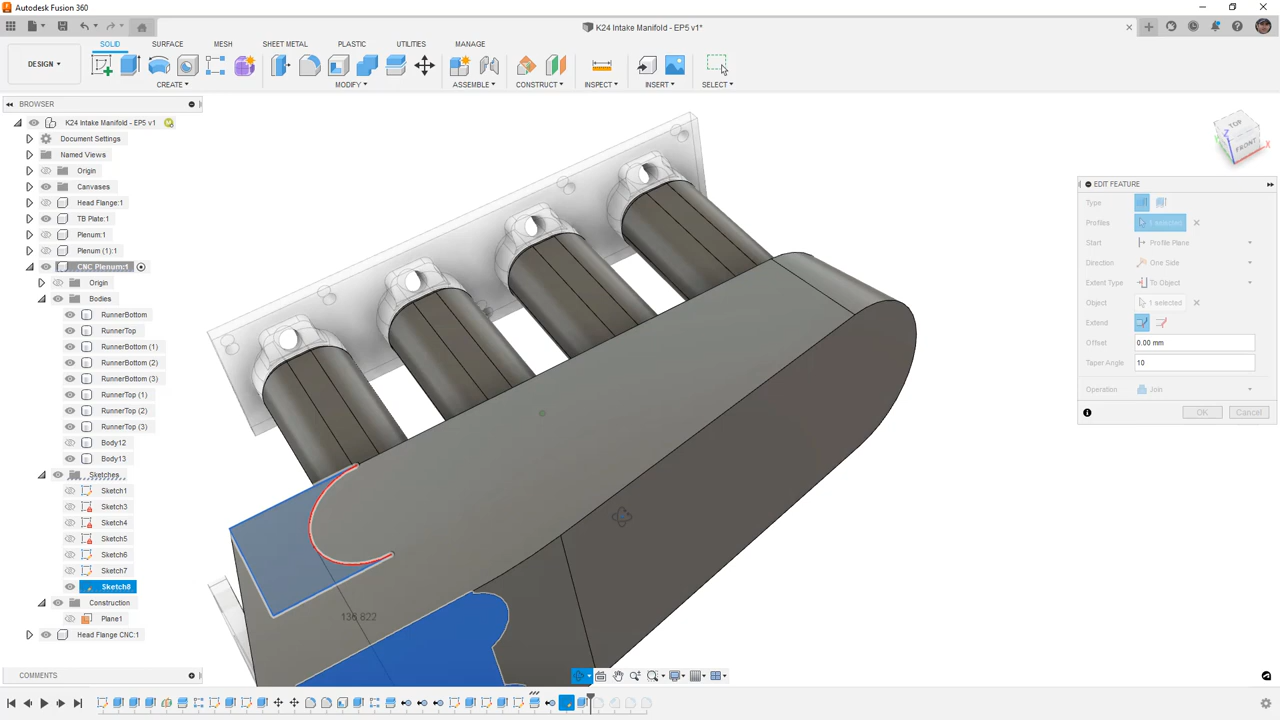 Autodesk Fusion 360
K24 Intake Manifold - EP5 v1*
DESIGN
SOLID
SURFACE
MESH
SHEET METAL
PLASTIC
UTILITIES
MANAGE
CREATE
MODIFY
ASSEMBLE
CONSTRUCT
INSPECT
INSERT
SELECT
BROWSER
K24 Intake Manifold - EP5 v1
Document Settings
Named Views
Origin
Canvases
Head Flange:1
TB Plate:1
Plenum:1
Plenum (1):1
CNC Plenum:1
Origin
Bodies
RunnerBottom
RunnerTop
RunnerBottom (1)
RunnerBottom (2)
RunnerBottom (3)
RunnerTop (1)
RunnerTop (2)
RunnerTop (3)
Body12
Body13
Sketches
Sketch1
Sketch3
Sketch4
Sketch5
Sketch6
Sketch7
Sketch8
Construction
Plane1
Head Flange CNC:1
COMMENTS
136.822
TOP
FRONT
Z
X
EDIT FEATURE
Type
Profiles
1 selected
Start
Profile Plane
Direction
One Side
Extent Type
To Object
Object
1 selected
Extend
Offset
0.00 mm
Taper Angle
10
Operation
Join
OK
Cancel